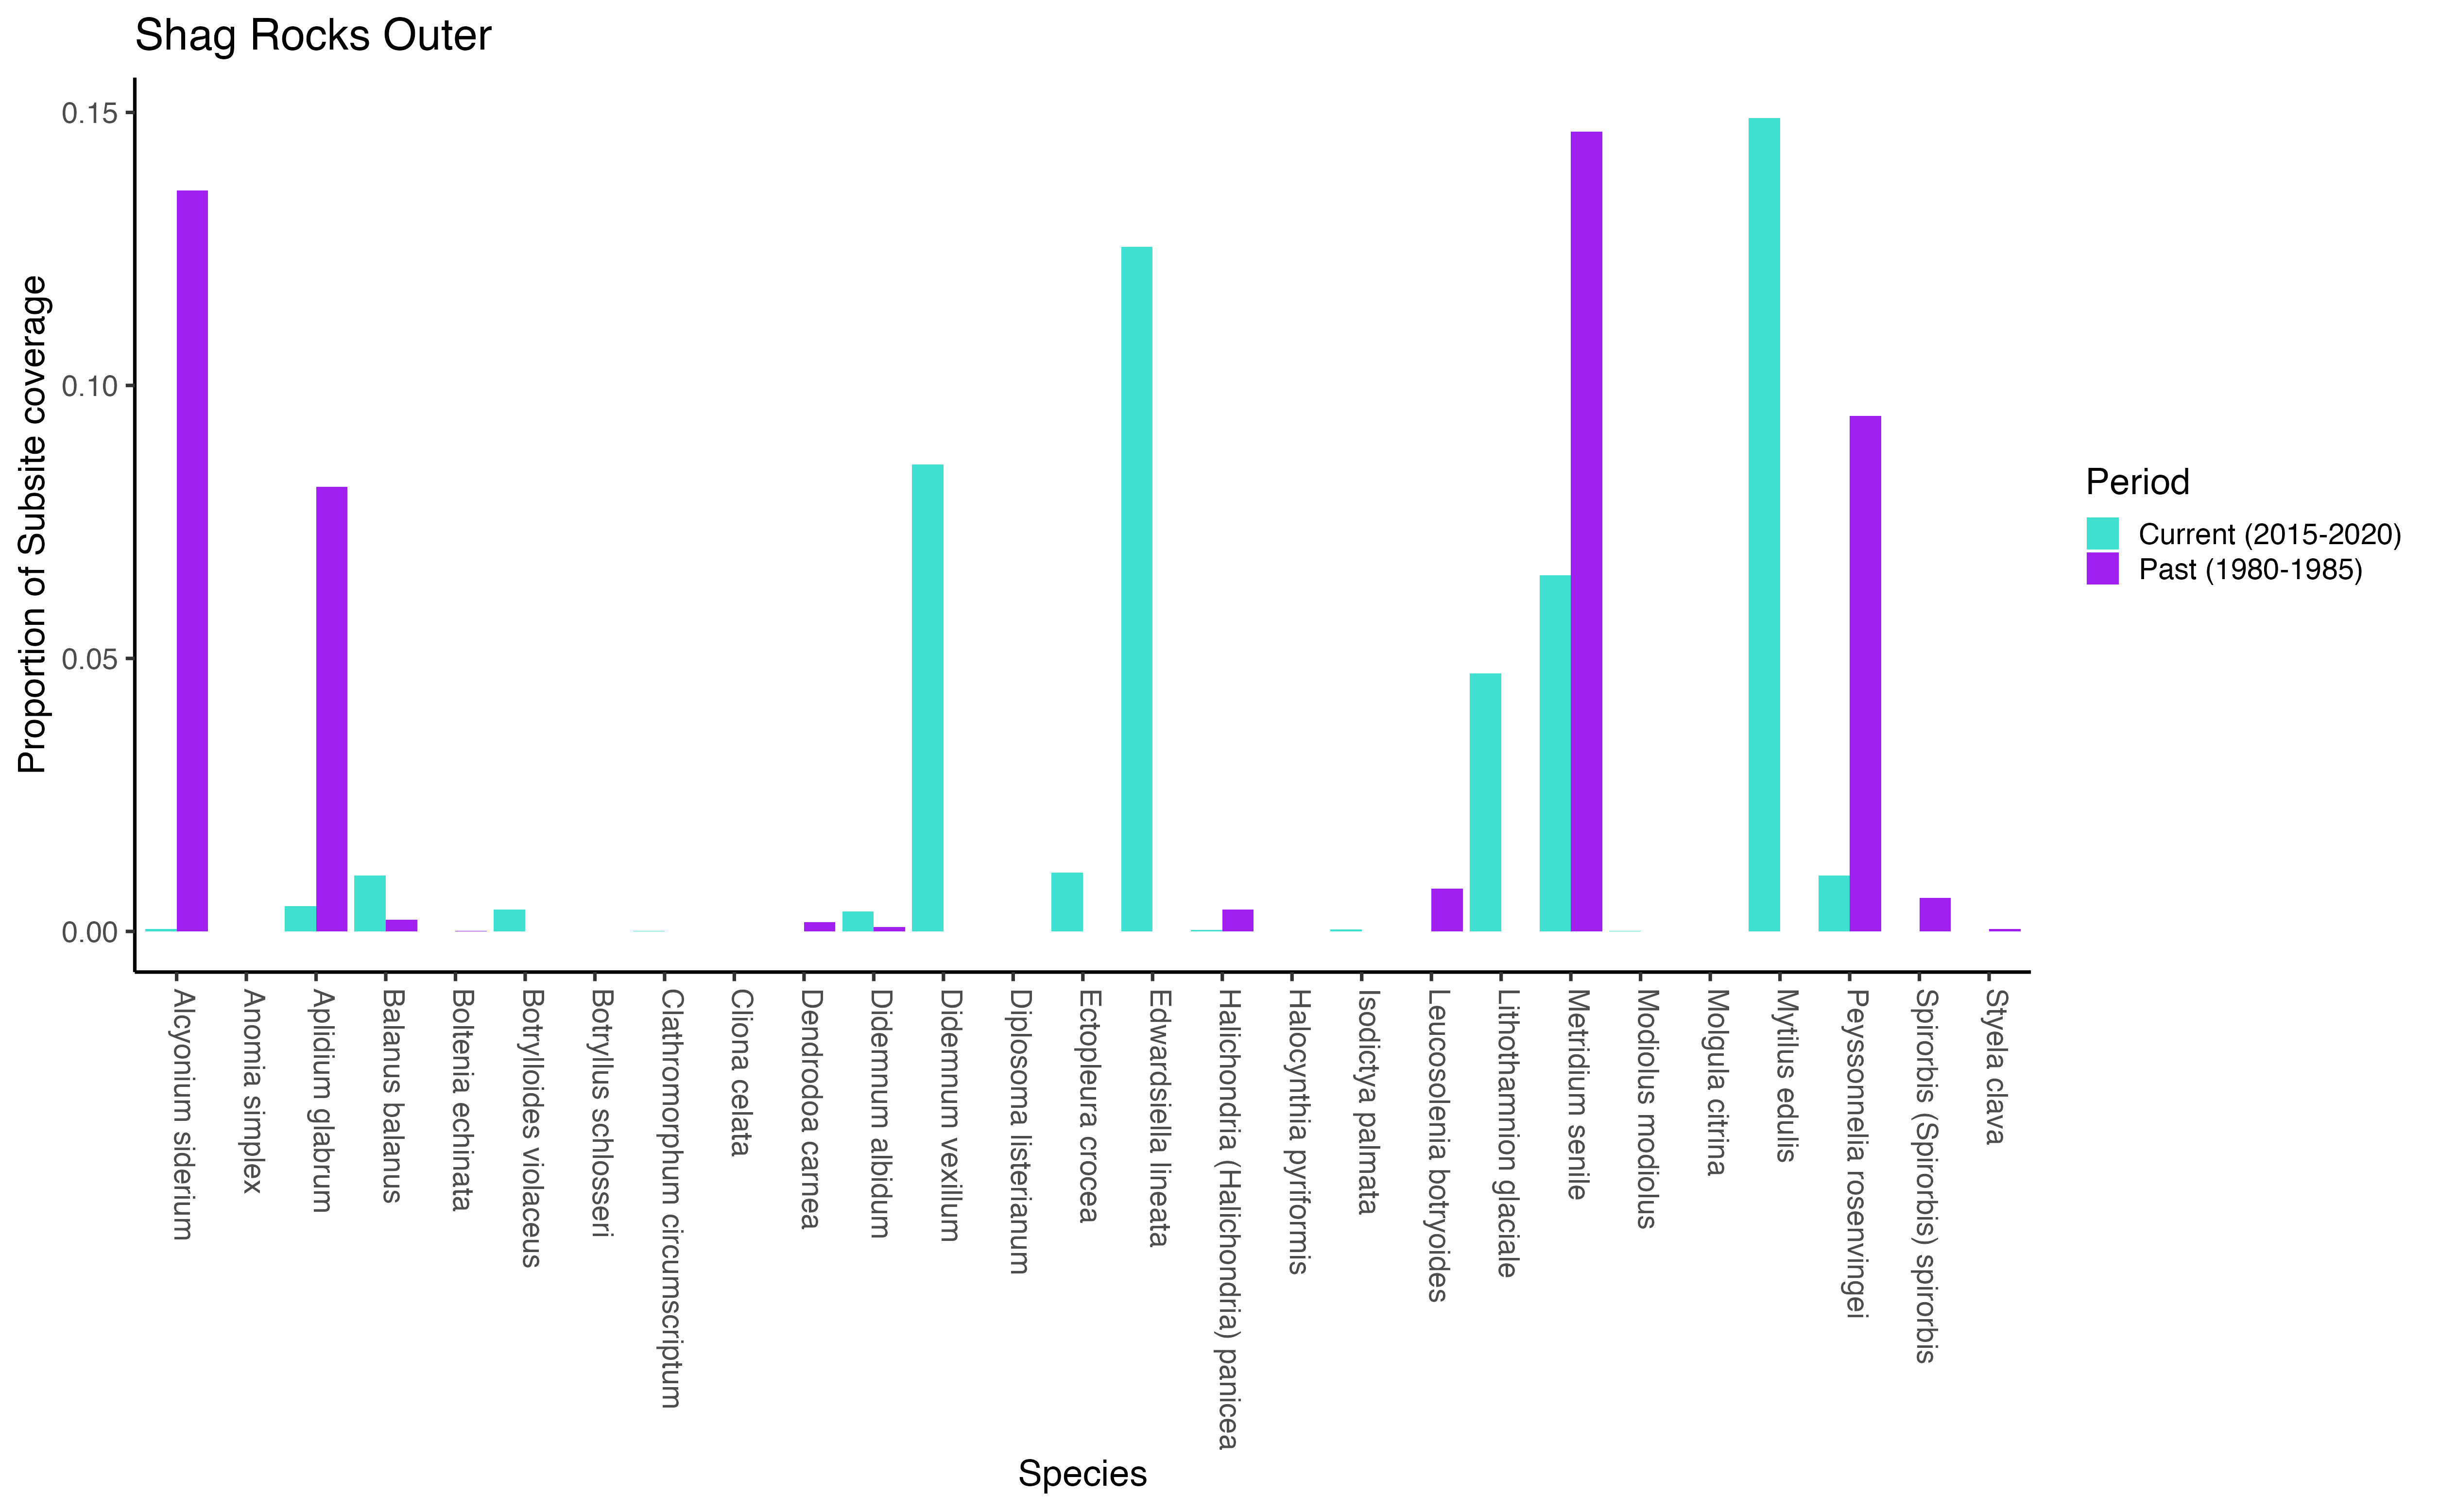 Shag Rocks Outer
Proportion of Subsite coverage
0.15
0.10
0.05
0.00
Alcyonium siderium
Anomia simplex
Aplidium glabrum
Balanus balanus
Boltenia echinata
Botrylloides violaceus
Botryllus schlosseri
Clathromorphum circumscriptum
Cliona celata
Dendrodoa carnea
Didemnum albidum
Didemnum vexillum
Diplosoma listerianum
Ectopleura crocea
Edwardsiella lineata
Halichondria (Halichondria) panicea
Halocynthia pyriformis
Isodictya palmata
Leucosolenia botryoides
Lithothamnion glaciale
Metridium senile
Modiolus modiolus
Molgula citrina
Mytilus edulis
Peyssonnelia rosenvingei
Spirorbis (Spirorbis) spirorbis
Styela clava
Species
Period
Current (2015-2020)
Past (1980-1985)